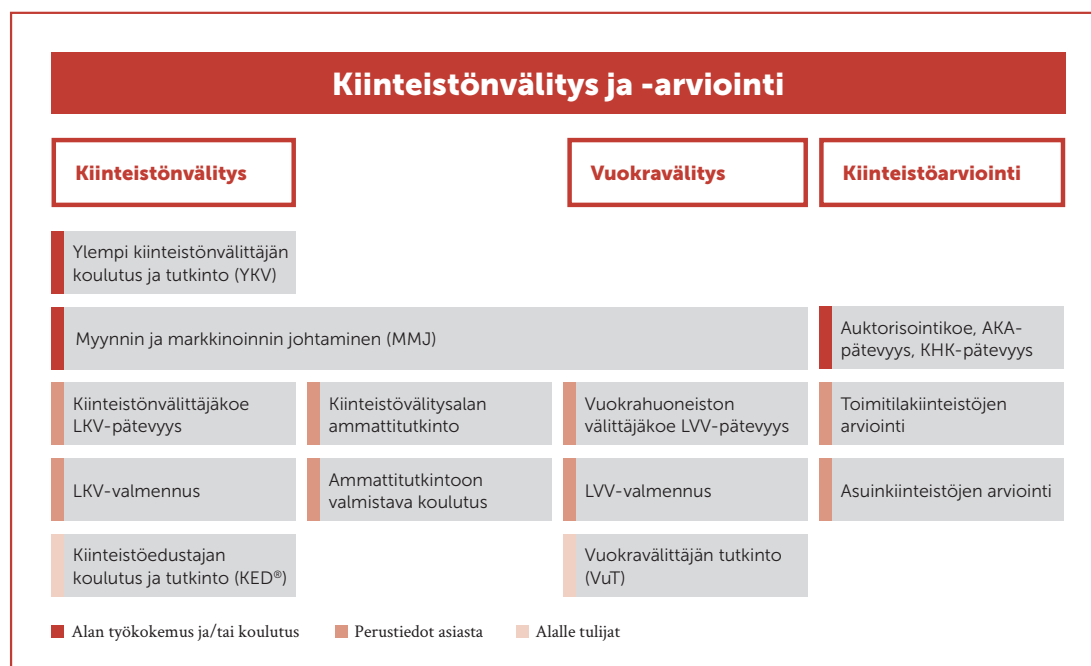 Kiinteistönvälitys ja -arviointi
Kiinteistönvälitys
Vuokravälitys
Kiinteistöarviointi
Ylempi kiinteistönvälittäjän
koulutus ja tutkinto (YKV)
Myynnin ja markkinoinnin johtaminen (MMJ)
Auktorisointikoe, AKA-
pätevyys, KHK-pätevyys
Kiinteistönvälittäjäkoe
LKV-pätevyys
Kiinteistövälitysalan
ammattitutkinto
Vuokrahuoneiston
välittäjäkoe LVV-pätevyys
Toimitilakiinteistöjen
arviointi
LKV-valmennus
Ammattitutkintoon
valmistava koulutus
LVV-valmennus
Asuinkiinteistöjen arviointi
Kiinteistöedustajan
koulutus ja tutkinto (KED®)
Vuokravälittäjän tutkinto
(VuT)
Alan työkokemus ja/tai koulutus
Perustiedot asiasta
Alalle tulijat